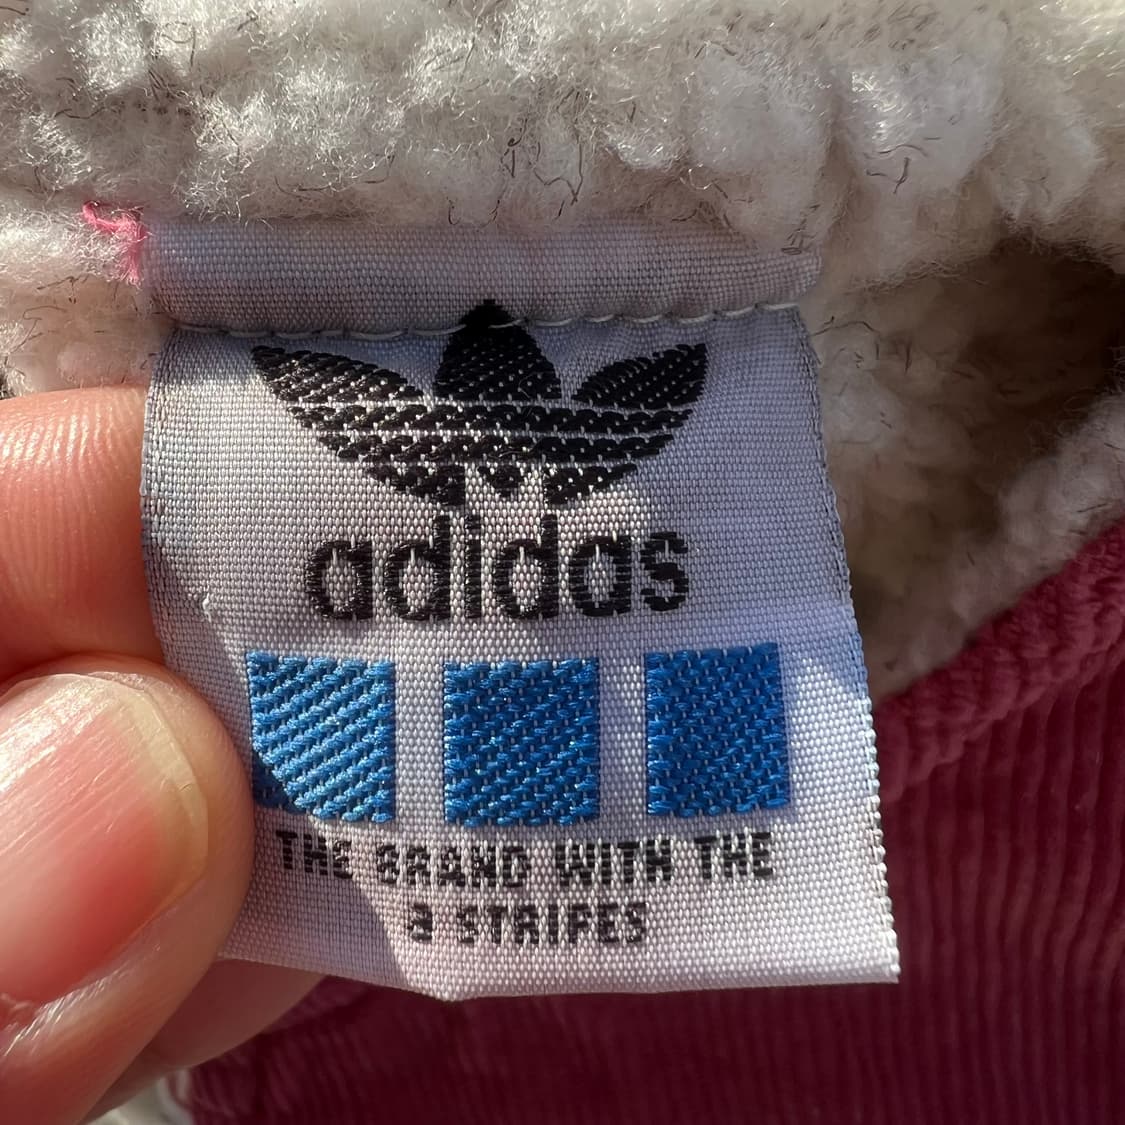 adidas
THE BRAND WITH THE
3 STRIPES